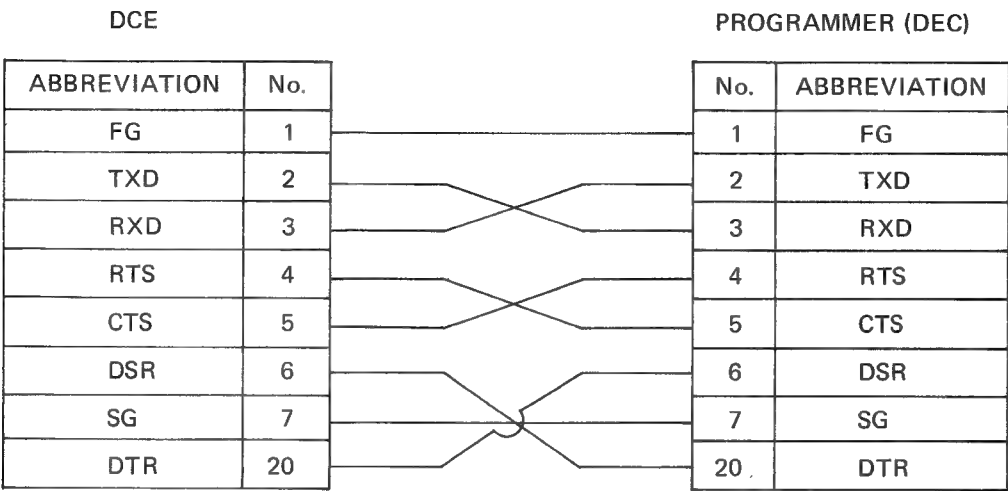 DCE PROGRAMMER (DEC)
ABBREVIATION No. No. ABBREVIATION
FG 1 1 FG
TXD 2 2 TXD
RXD 3 3 RXD
RTS 4 4 RTS
CTS 5 5 CTS
DSR 6 6 DSR
SG 7 7 SG
DTR 20 20 DTR